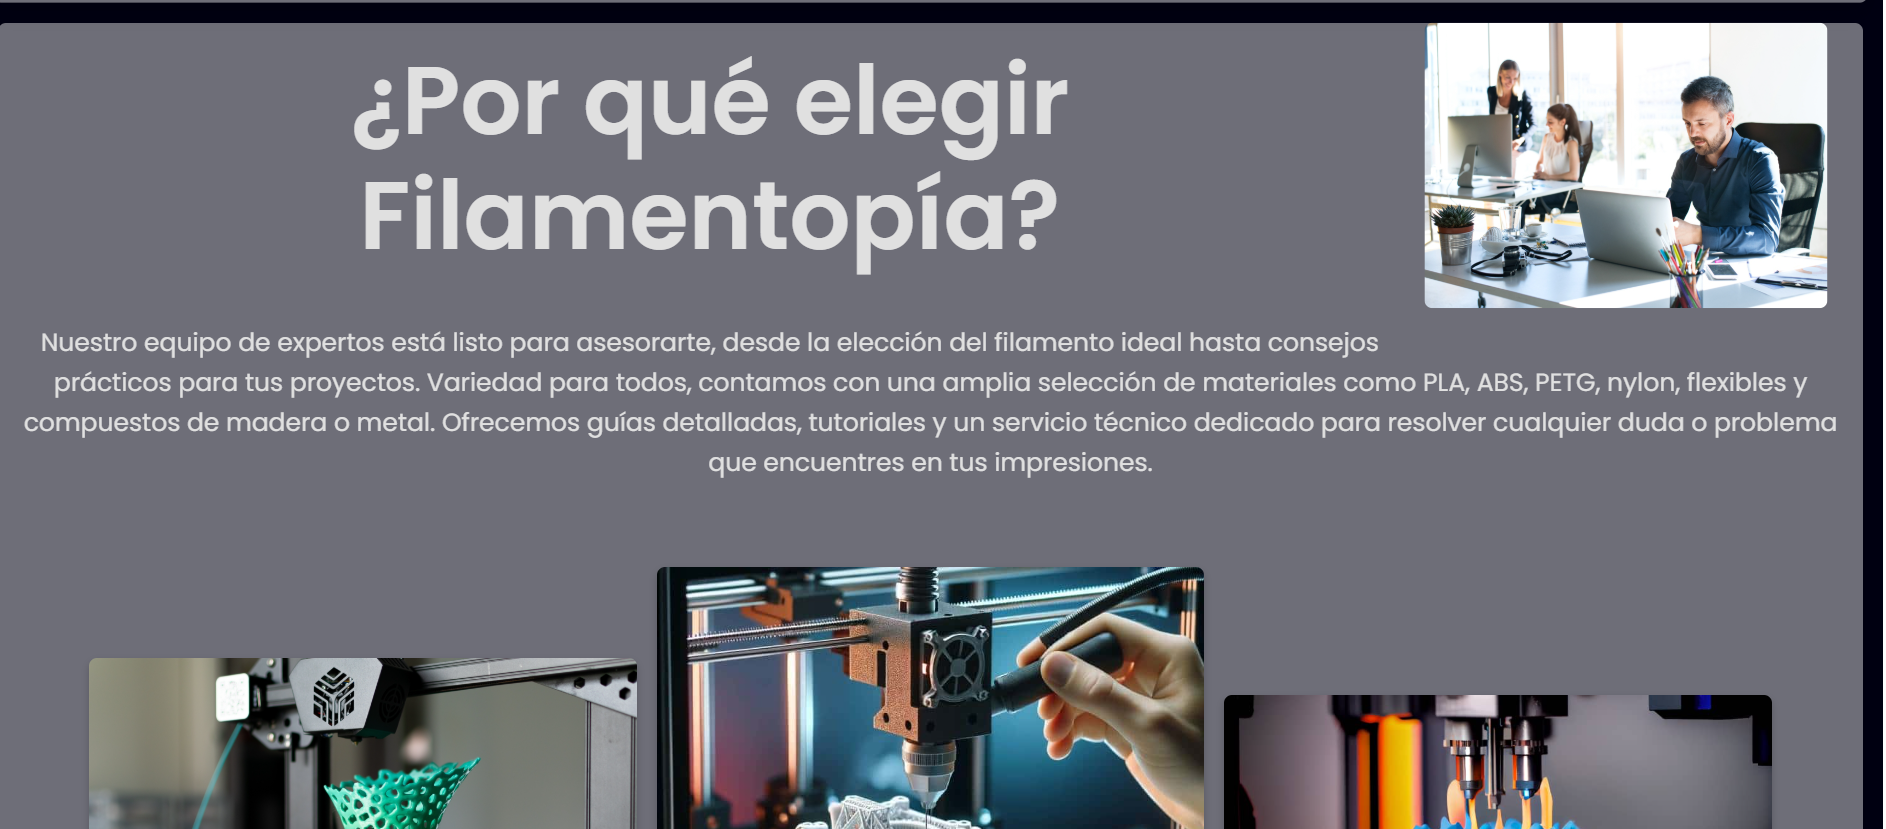 ¿Por qué elegir
Filamentopía?
Nuestro equipo de expertos está listo para asesorarte, desde la elección del filamento ideal hasta consejos
prácticos para tus proyectos. Variedad para todos, contamos con una amplia selección de materiales como PLA, ABS, PETG, nylon, flexibles y
compuestos de madera o metal. Ofrecemos guías detalladas, tutoriales y un servicio técnico dedicado para resolver cualquier duda o problema
que encuentres en tus impresiones.